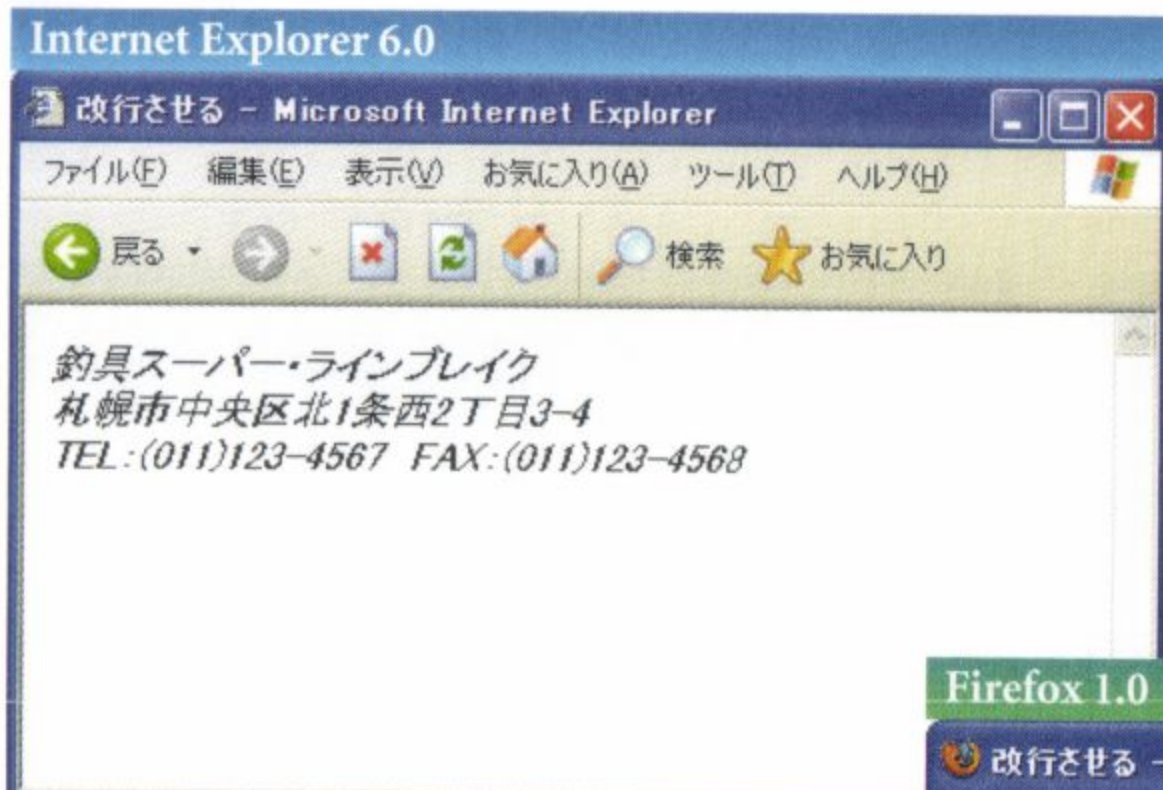 Internet Explorer 6.0
改行させる - Microsoft Internet Explorer
ファイル(F) 編集(E) 表示(V) お気に入り(A) ツール(T) ヘルプ(H)
戻る 検索 お気に入り
釣具スーパー・ラインブレイク
札幌市中央区北1条西2丁目3-4
TEL:(011)123-4567 FAX:(011)123-4568
Firefox 1.0
改行させる -